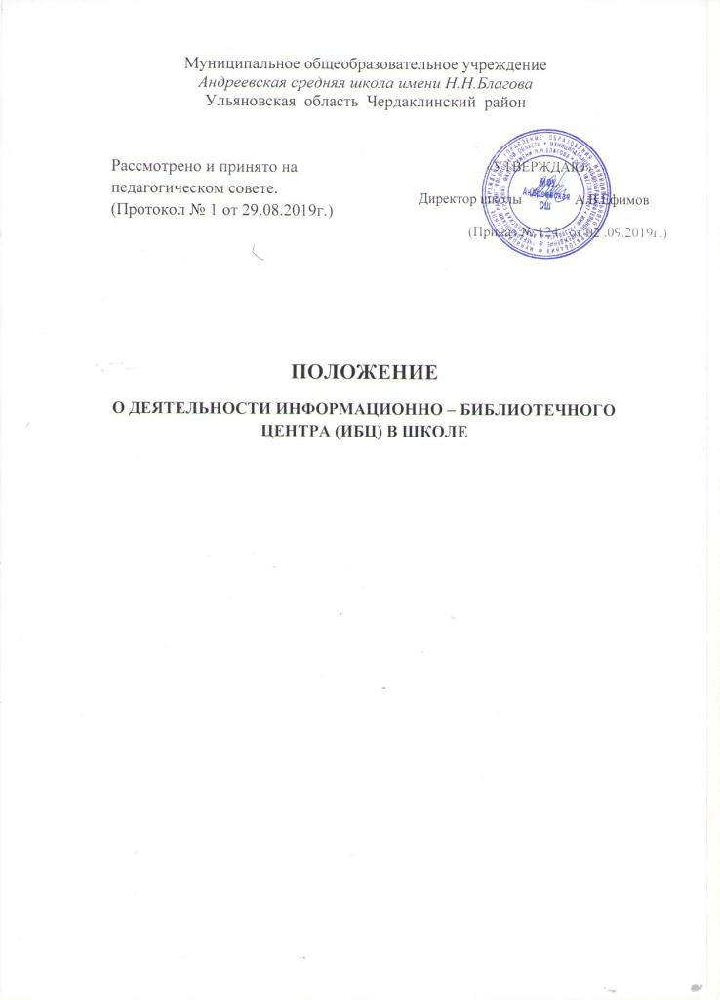 Муниципальное общеобразовательное учреждение
Андреевская средняя школа имени Н.Н.Благова
Ульяновская область Чердаклинский район
Рассмотрено и принято на
педагогическом совете.
(Протокол № 1 от 29.08.2019г.)
УТВЕРЖДАЮ
Директор школы А.В.Ефимов
(Приказ № 124 от 02 .09.2019г.)
МОУ
Андреевская
СШ
ПОЛОЖЕНИЕ
О ДЕЯТЕЛЬНОСТИ ИНФОРМАЦИОННО – БИБЛИОТЕЧНОГО
ЦЕНТРА (ИБЦ) В ШКОЛЕ